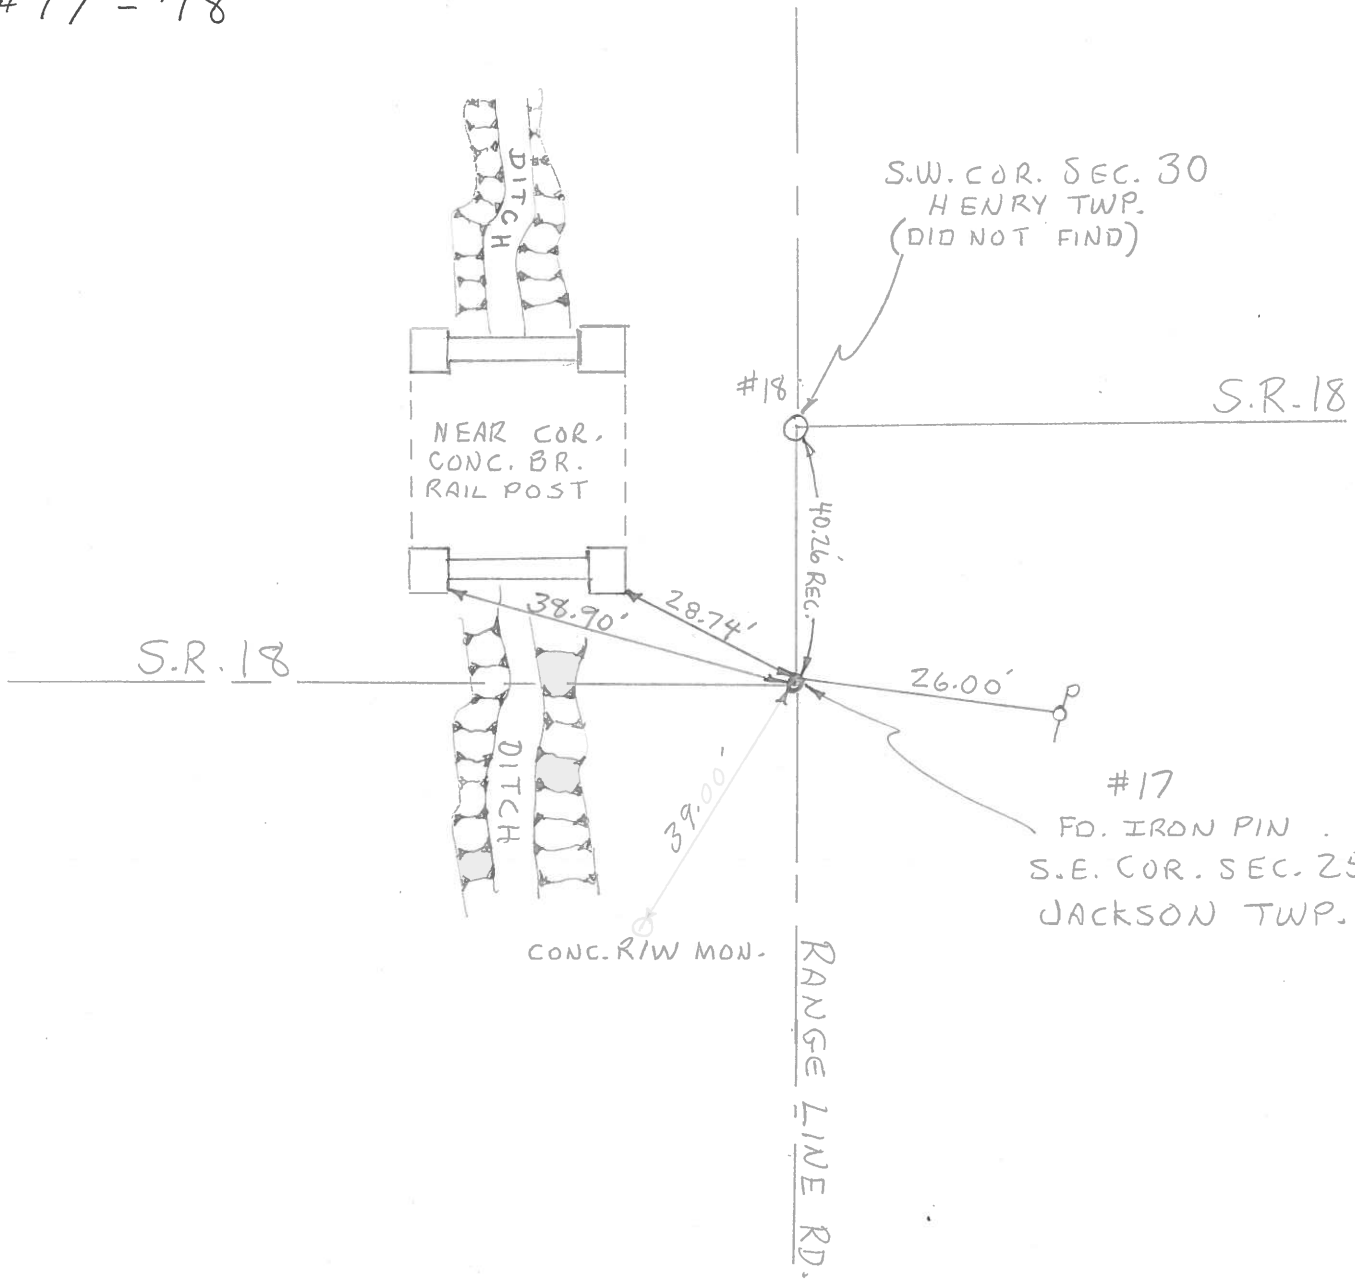 #17-18
DITCH
S.W. COR. SEC. 30
HENRY TWP.
(DID NOT FIND)
#18
S.R. 18
NEAR COR.
CONC. BR.
RAIL POST
40.26' REC.
38.90'
28.74'
S.R. 18
26.00'
P
DITCH
39.00'
#17
FD. IRON PIN
S.E. COR. SEC. 25
JACKSON TWP.
CONC. R/W MON.
RANGE LINE RD.